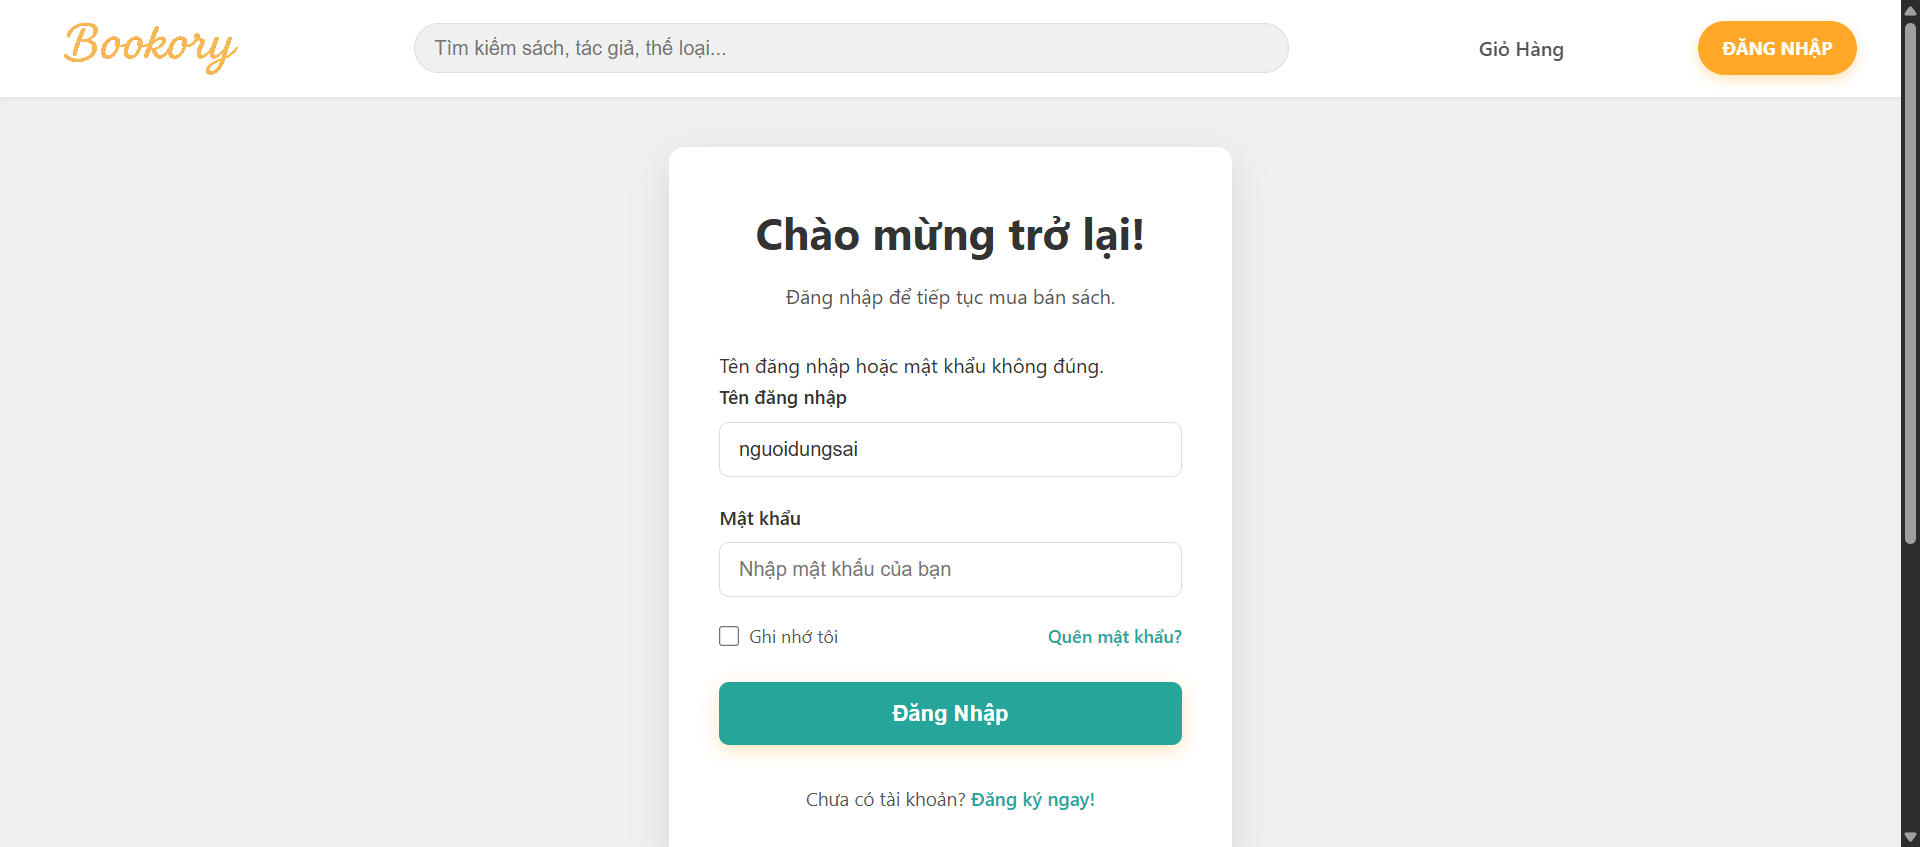 Bookory
Tìm kiếm sách, tác giả, thể loại...
Giỏ Hàng
ĐĂNG NHẬP
Chào mừng trở lại!
Đăng nhập để tiếp tục mua bán sách.
Tên đăng nhập hoặc mật khẩu không đúng.
Tên đăng nhập
nguoidungsai
Mật khẩu
Nhập mật khẩu của bạn
Ghi nhớ tôi
Quên mật khẩu?
Đăng Nhập
Chưa có tài khoản? Đăng ký ngay!